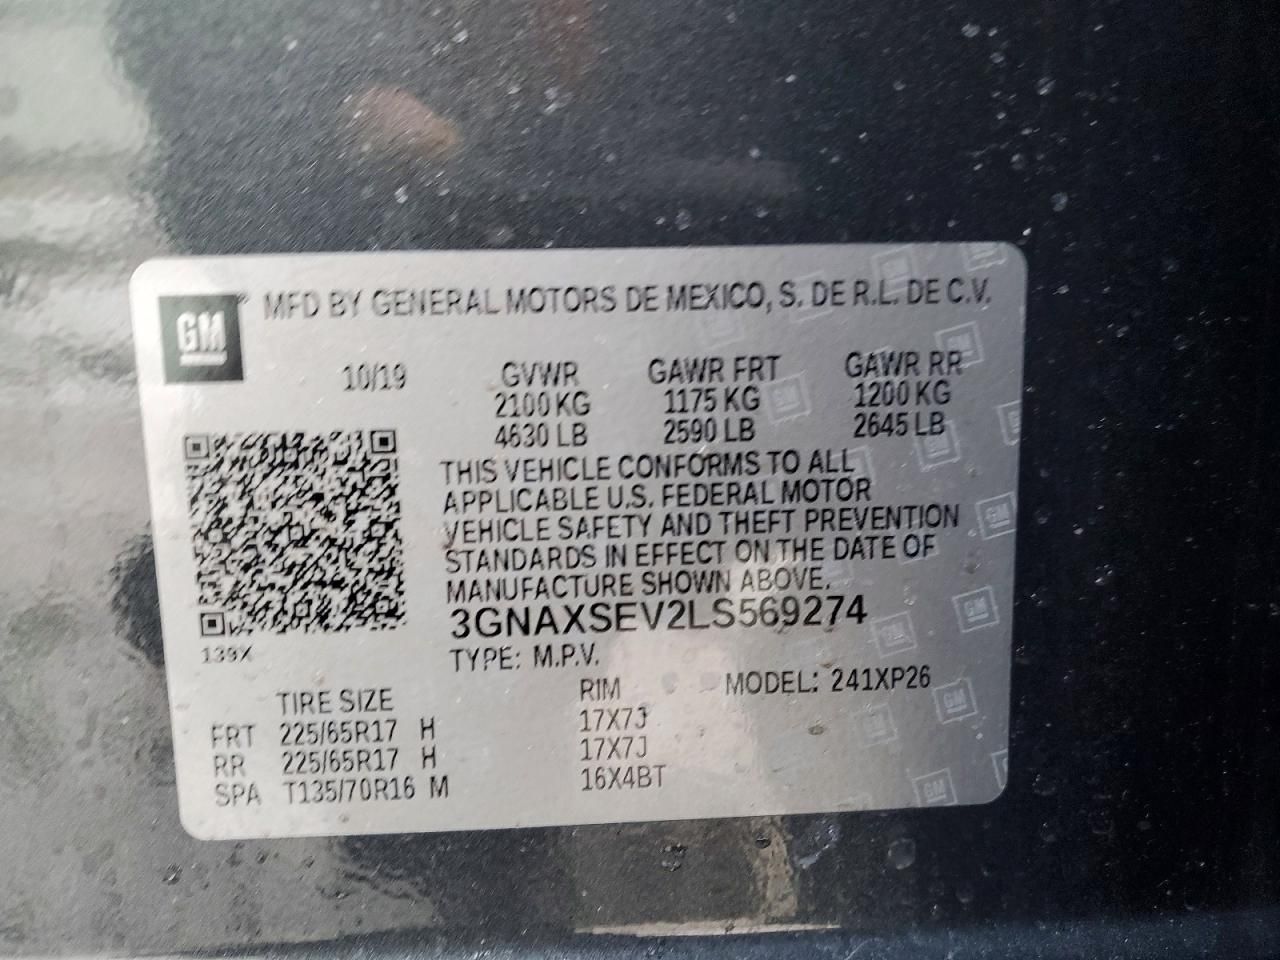 GM® MFD BY GENERAL MOTORS DE MEXICO, S. DE R.L. DE C.V.
10/19 GVWR GAWR FRT GAWR RR
2100 KG 1175 KG 1200 KG
4630 LB 2590 LB 2645 LB
THIS VEHICLE CONFORMS TO ALL
APPLICABLE U.S. FEDERAL MOTOR
VEHICLE SAFETY AND THEFT PREVENTION
STANDARDS IN EFFECT ON THE DATE OF
MANUFACTURE SHOWN ABOVE.
3GNAXSEV2LS569274
139X
TYPE: M.P.V.
MODEL: 241XP26
TIRE SIZE RIM
FRT 225/65R17 H 17X7J
RR 225/65R17 H 17X7J
SPA T135/70R16 M 16X4BT